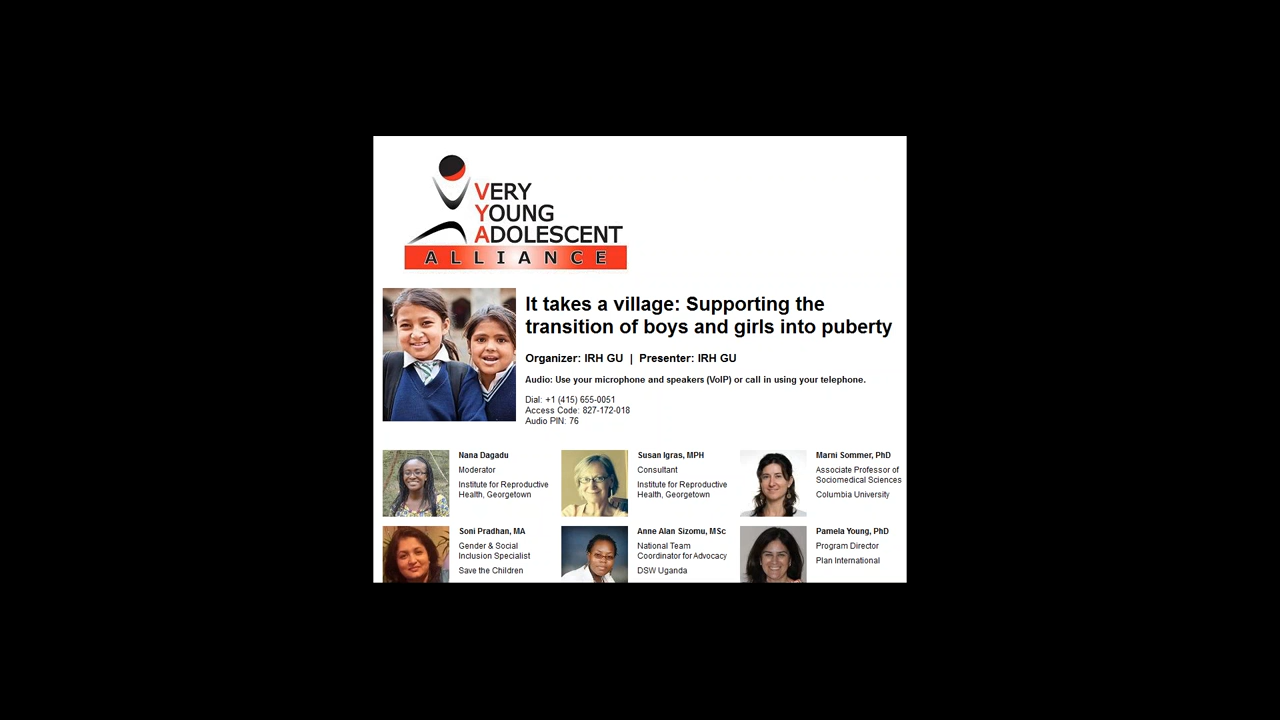 VERY
YOUNG
ADOLESCENT
ALLIANCE
It takes a village: Supporting the
transition of boys and girls into puberty
Organizer: IRH GU | Presenter: IRH GU
Audio: Use your microphone and speakers (VoIP) or call in using your telephone.
Dial: +1 (415) 655-0051
Access Code: 827-172-018
Audio PIN: 76
Nana Dagadu
Moderator
Institute for Reproductive
Health, Georgetown
Susan Igras, MPH
Consultant
Institute for Reproductive
Health, Georgetown
Marni Sommer, PhD
Associate Professor of
Sociomedical Sciences
Columbia University
Soni Pradhan, MA
Gender & Social
Inclusion Specialist
Save the Children
Anne Alan Sizomu, MSc
National Team
Coordinator for Advocacy
DSW Uganda
Pamela Young, PhD
Program Director
Plan International